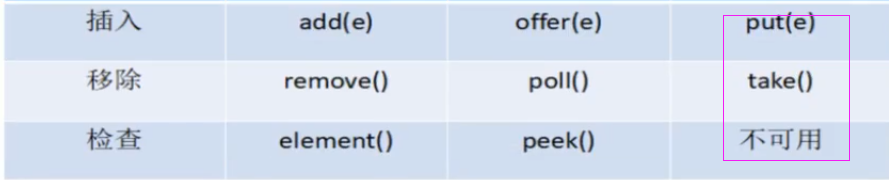 插入 add(e) offer(e) put(e)
移除 remove() poll() take()
检查 element() peek() 不可用